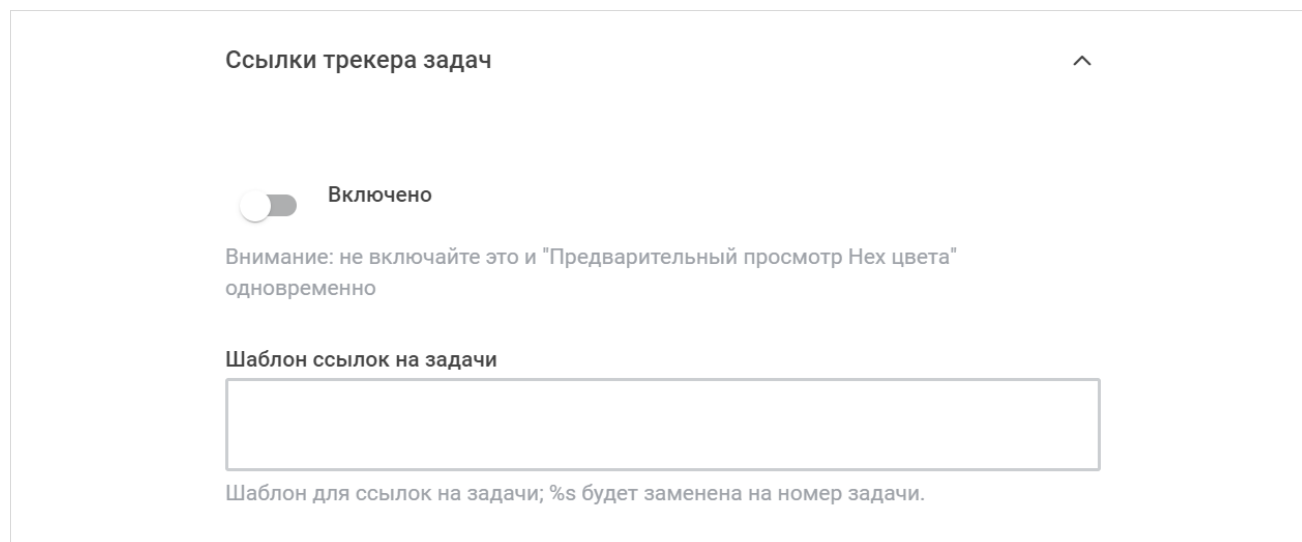 Ссылки трекера задач
Включено
Внимание: не включайте это и "Предварительный просмотр Hex цвета"
одновременно
Шаблон ссылок на задачи
Шаблон для ссылок на задачи; %s будет заменена на номер задачи.